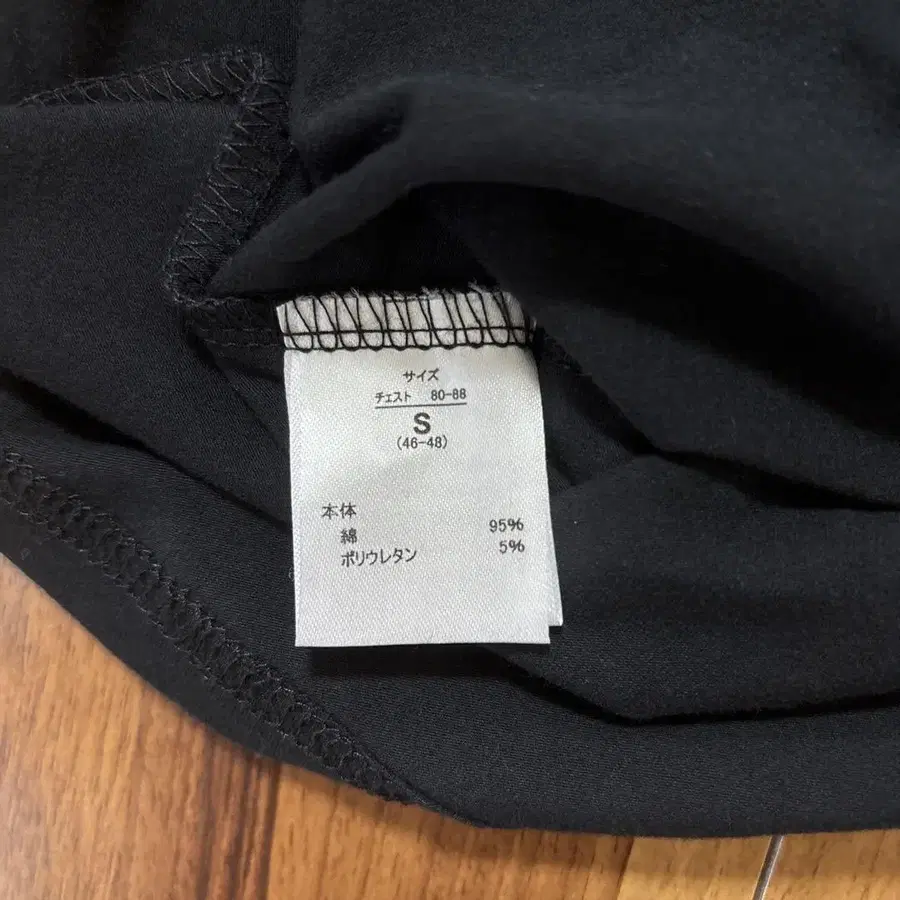 サイズ
チェスト 80-88
S
(46-48)
本体
綿 95%
ポリウレタン 5%